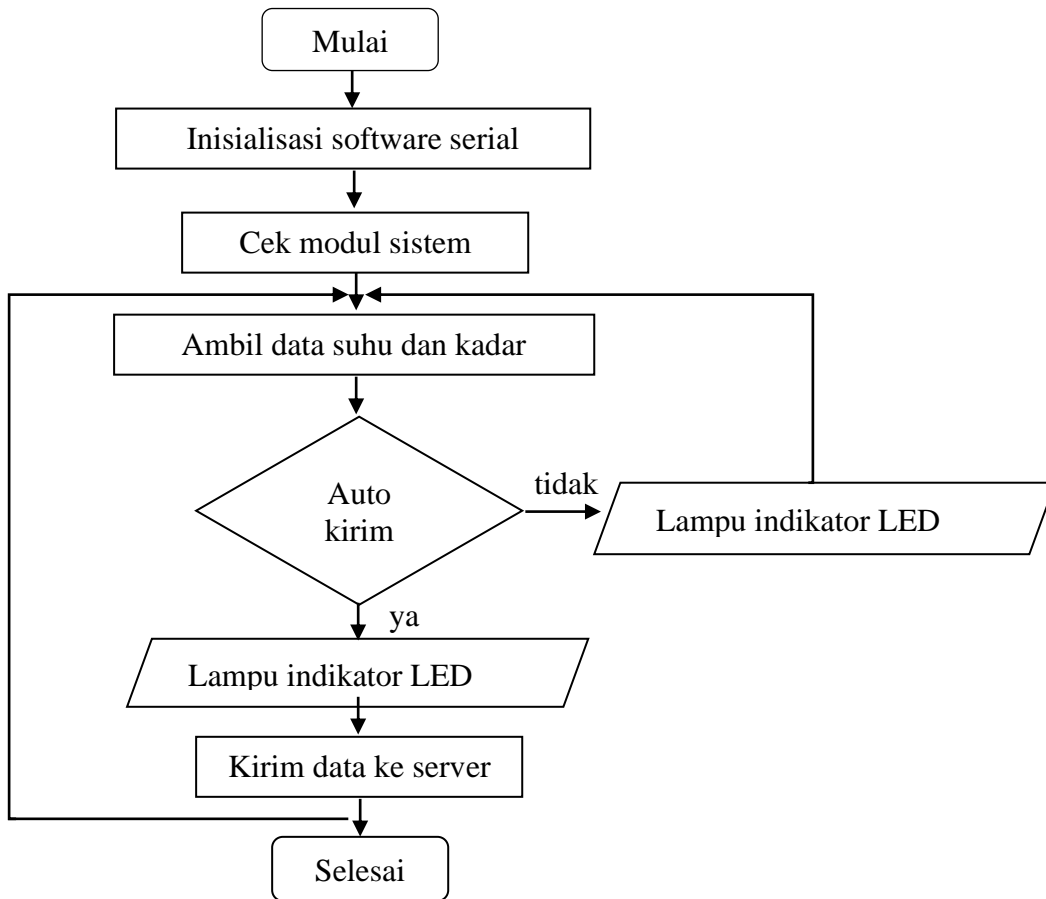 Mulai
Inisialisasi software serial
Cek modul sistem
Ambil data suhu dan kadar
Auto
kirim
tidak
Lampu indikator LED
ya
Lampu indikator LED
Kirim data ke server
Selesai